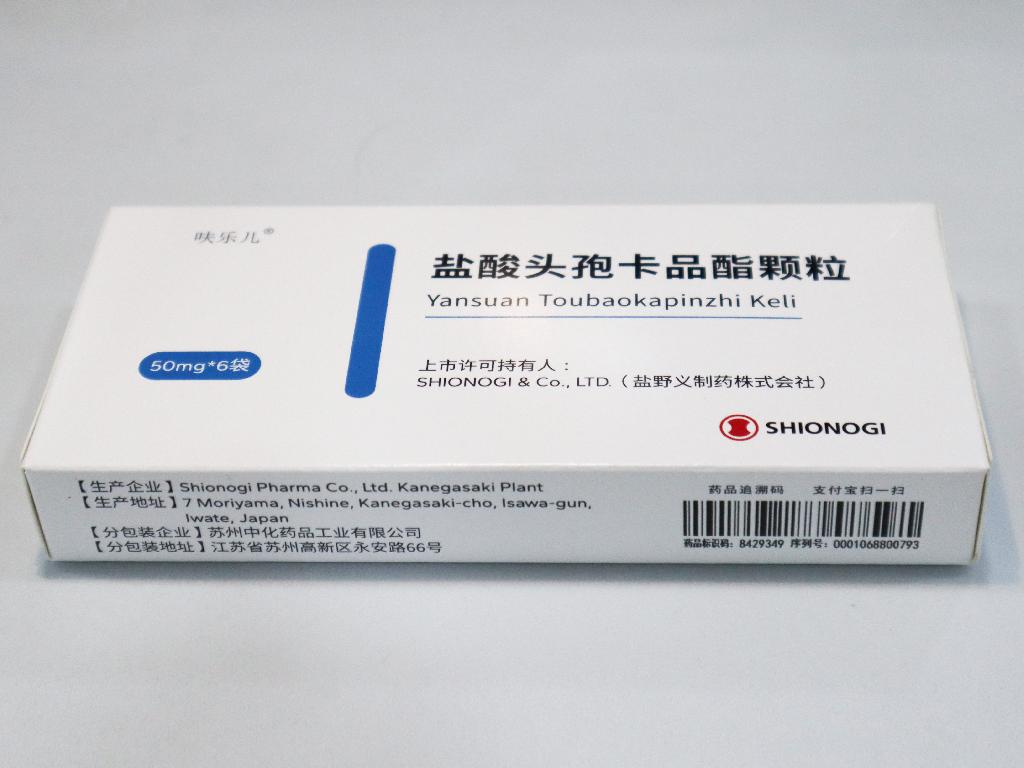 呋乐儿®
盐酸头孢卡品酯颗粒
Yansuan Toubaokapinzhi Keli
50mg*6袋
上市许可持有人：
SHIONOGI & Co., LTD.（盐野义制药株式会社）
SHIONOGI
【生产企业】Shionogi Pharma Co., Ltd. Kanegasaki Plant
【生产地址】7 Moriyama, Nishine, Kanegasaki-cho, Isawa-gun,
Iwate, Japan
【分包装企业】苏州中化药品工业有限公司
【分包装地址】江苏省苏州高新区永安路66号
药品追溯码 支付宝扫一扫
药品标识码：8429349 序列号：0001068800793